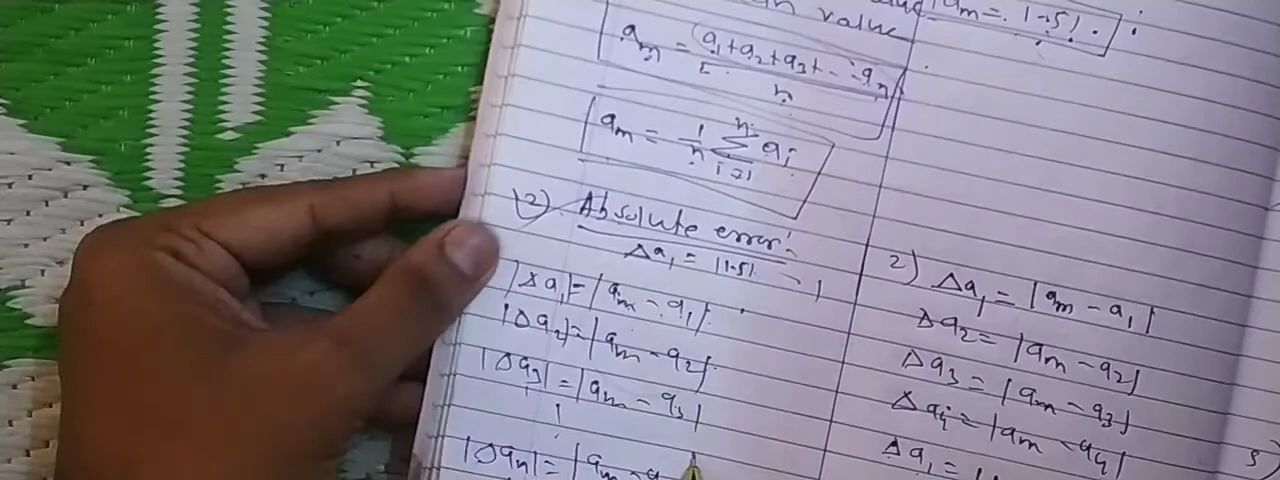 value
aₘ = 1.51.
aₘ = a₁+a₂+a₃+---aₙ / n
aₘ = 1/n Σ aᵢ
(2). Absolute error:-
Δa₁ = |1.51 - 
|Δa₁| = |aₘ - a₁|.
|Δa₂| = |aₘ - a₂|.
|Δa₃| = |aₘ - a₃|
|Δaₙ| = |aₘ - a
2) Δa₁ = |aₘ - a₁|
Δa₂ = |aₘ - a₂|
Δa₃ = |aₘ - a₃|
Δa₄ = |aₘ - a₄|
Δa₁ = |